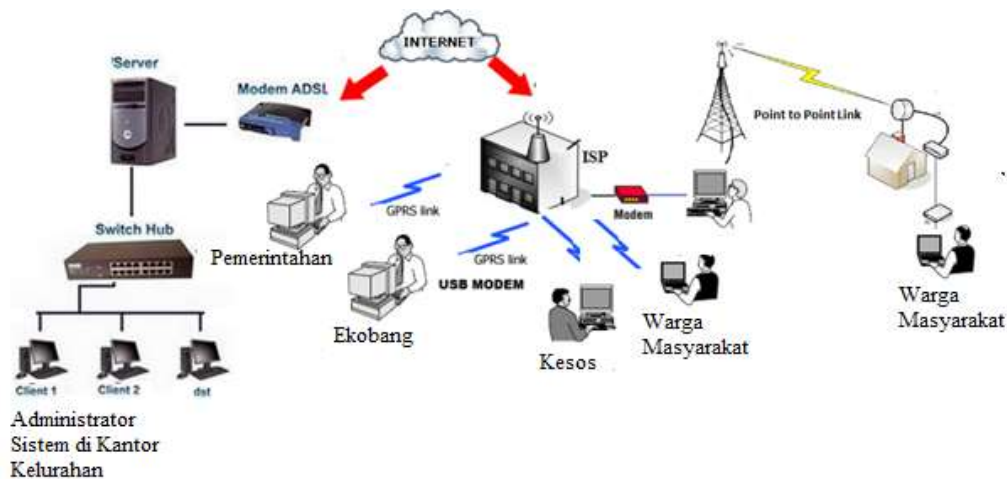 INTERNET
Server
Modem ADSL
Point to Point Link
ISP
Modem
GPRS link
Switch Hub
Pemerintahan
GPRS link
USB MODEM
Ekobang
Kesos
Warga
Masyarakat
Warga
Masyarakat
Client 1
Client 2
dst
Administrator
Sistem di Kantor
Kelurahan